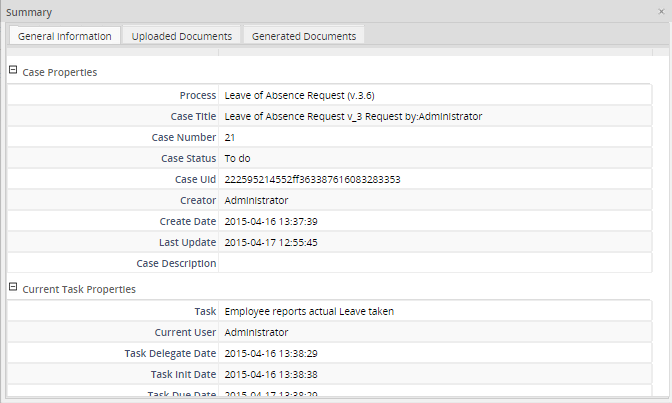 Summary
General Information Uploaded Documents Generated Documents
Case Properties
Process Leave of Absence Request (v.3.6)
Case Title Leave of Absence Request v_3 Request by:Administrator
Case Number 21
Case Status To do
Case Uid 222595214552ff363387616083283353
Creator Administrator
Create Date 2015-04-16 13:37:39
Last Update 2015-04-17 12:55:45
Case Description
Current Task Properties
Task Employee reports actual Leave taken
Current User Administrator
Task Delegate Date 2015-04-16 13:38:29
Task Init Date 2015-04-16 13:38:38
Task Due Date 2015-04-17 13:38:29